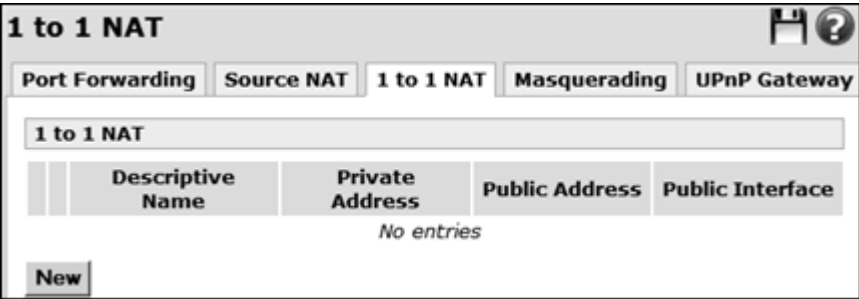 1 to 1 NAT
Port Forwarding Source NAT 1 to 1 NAT Masquerading UPnP Gateway
1 to 1 NAT
Descriptive Name Private Address Public Address Public Interface
No entries
New